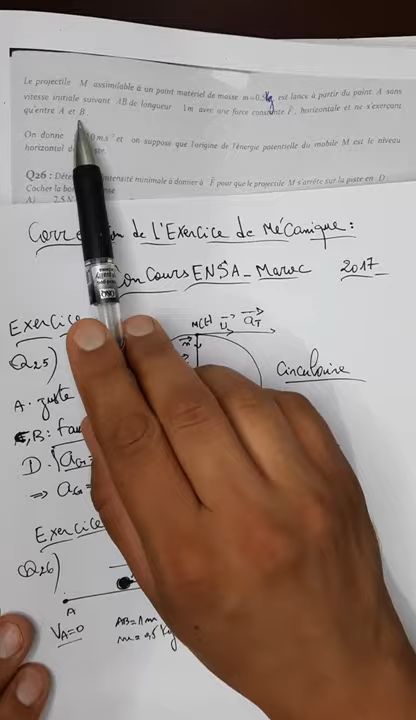 Le projectile M assimilable à un point matériel de masse m=0.5kg est lancé à partir du point A sans
vitesse initiale suivant AB de longueur 1m avec une force constante F, horizontale et ne s'exerçant
qu'entre A et B.
On donne m.s⁻² et on suppose que l'origine de l'énergie potentielle du mobile M est le niveau
horizontal
Q26 : intensité minimale à donner à F pour que le projectile M s'arrête sur la piste en D :
Cocher la
A) 2,5 N
de L'Exercice de Mécanique :
Concours ENSA - Maroc 2017
Exercice
M(t) U⃗ a⃗T
Q25)
Circulaire
A. juste
B: Faux
D.
Exercice
Q26)
A
VA=0
AB=1m
m=0,5 Kg